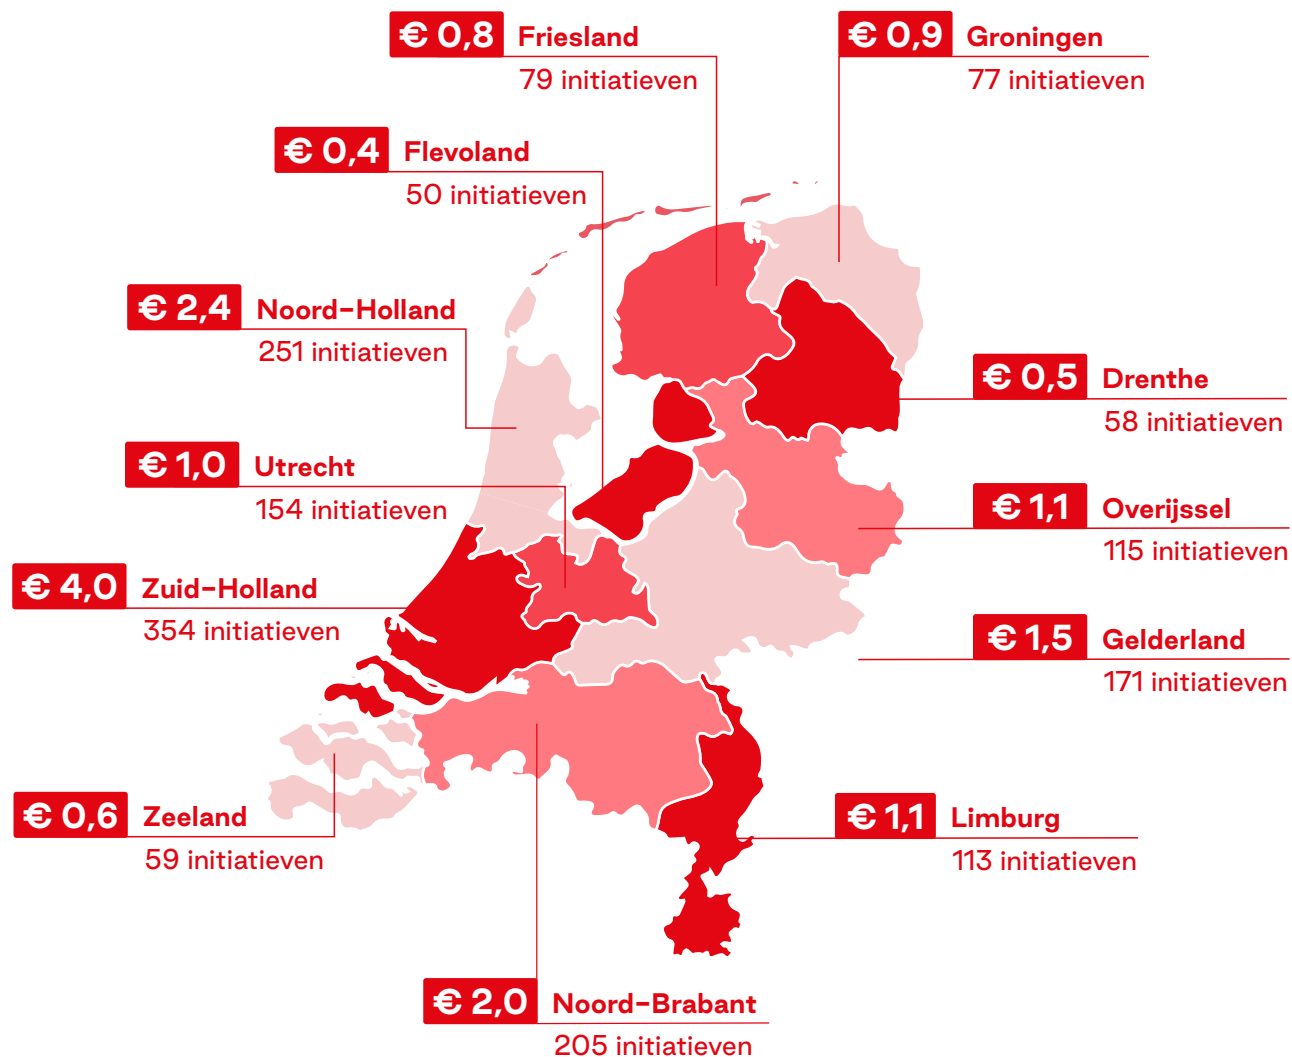 € 0,8 Friesland
79 initiatieven
€ 0,9 Groningen
77 initiatieven
€ 0,4 Flevoland
50 initiatieven
€ 2,4 Noord-Holland
251 initiatieven
€ 0,5 Drenthe
58 initiatieven
€ 1,0 Utrecht
154 initiatieven
€ 1,1 Overijssel
115 initiatieven
€ 4,0 Zuid-Holland
354 initiatieven
€ 1,5 Gelderland
171 initiatieven
€ 0,6 Zeeland
59 initiatieven
€ 1,1 Limburg
113 initiatieven
€ 2,0 Noord-Brabant
205 initiatieven